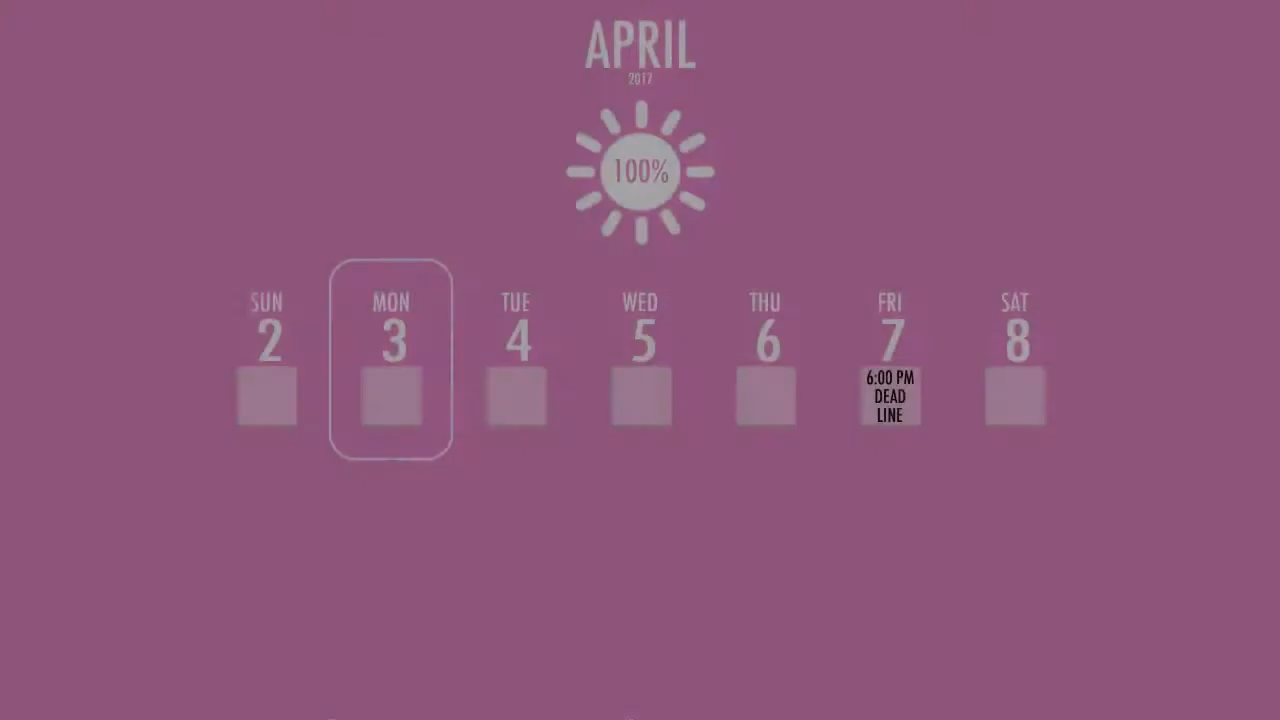 APRIL
2017
100%
SUN MON TUE WED THU FRI SAT
2 3 4 5 6 7 8
6:00 PM
DEAD
LINE